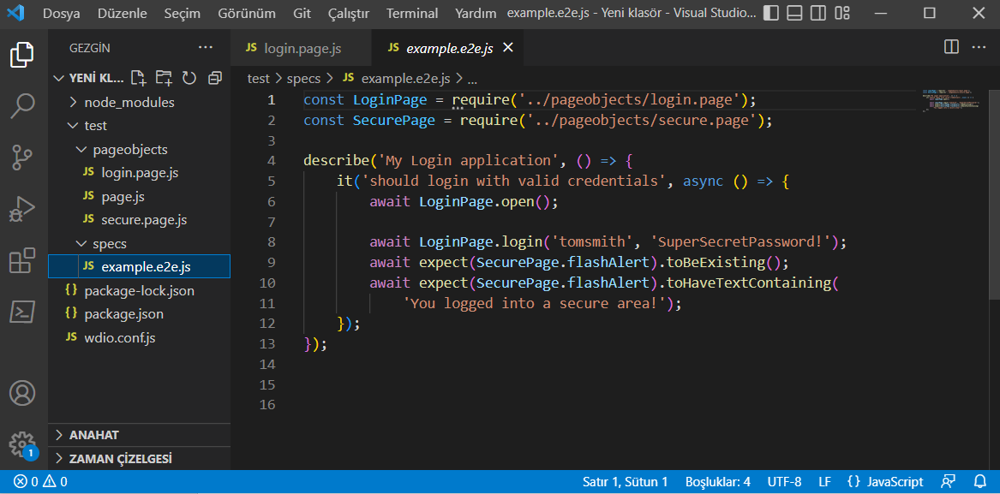 Dosya Düzenle Seçim Görünüm Git Çalıştır Terminal Yardım example.e2e.js - Yeni klasör - Visual Studio...
GEZGİN ...
YENİ KL...
node_modules
test
pageobjects
JS login.page.js
JS page.js
JS secure.page.js
specs
JS example.e2e.js
{} package-lock.json
{} package.json
JS wdio.conf.js
ANAHAT
ZAMAN ÇİZELGESİ
1
JS login.page.js JS example.e2e.js
test > specs > JS example.e2e.js > ...
1 const LoginPage = require('../pageobjects/login.page');
2 const SecurePage = require('../pageobjects/secure.page');
3
4 describe('My Login application', () => {
5 it('should login with valid credentials', async () => {
6 await LoginPage.open();
7
8 await LoginPage.login('tomsmith', 'SuperSecretPassword!');
9 await expect(SecurePage.flashAlert).toBeExisting();
10 await expect(SecurePage.flashAlert).toHaveTextContaining(
11 'You logged into a secure area!');
12 });
13 });
14
15
16
0 0 Satır 1, Sütun 1 Boşluklar: 4 UTF-8 LF {} JavaScript